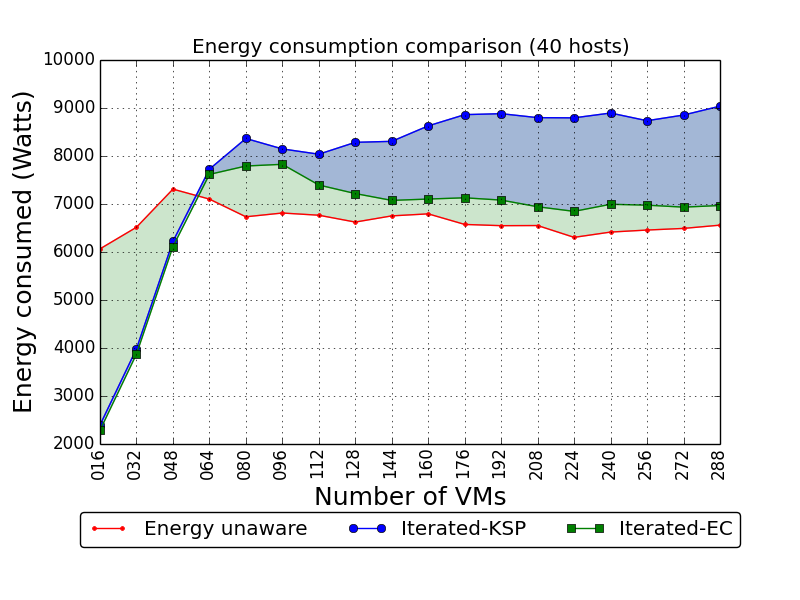 Energy consumption comparison (40 hosts)
10000
9000
8000
7000
6000
5000
4000
3000
2000
Energy consumed (Watts)
016 032 048 064 080 096 112 128 144 160 176 192 208 224 240 256 272 288
Number of VMs
Energy unaware Iterated-KSP Iterated-EC